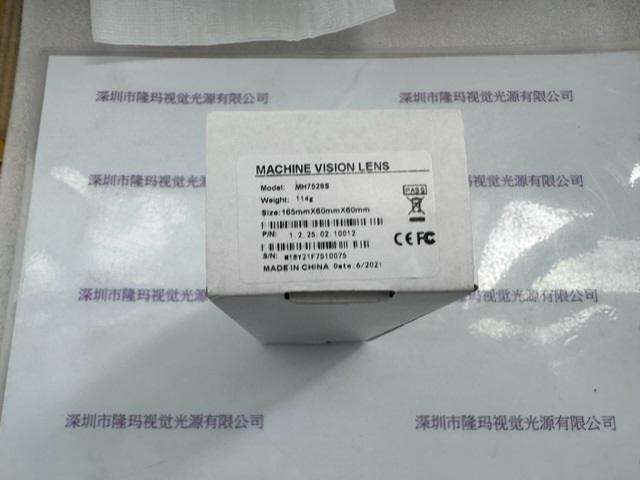 深圳市隆玛视觉光源有限公司
深圳市隆玛视觉光源有限公司
深圳市隆玛视觉光源有限公司
深圳市隆玛视觉光源有限公司
MACHINE VISION LENS
Model: MH7528S
PASS
Weight: 114g
Size:165mmX60mmX60mm
P/N: 1.2.25.02.10012
CE FC
S/N: M18Y21F7510075
MADE IN CHINA Date:6/2021
深圳市隆玛视觉光源有限公司
深圳市隆玛视觉光源有限公司
深圳市隆玛视觉光源有限公司
深圳市隆玛视觉光源有限公司